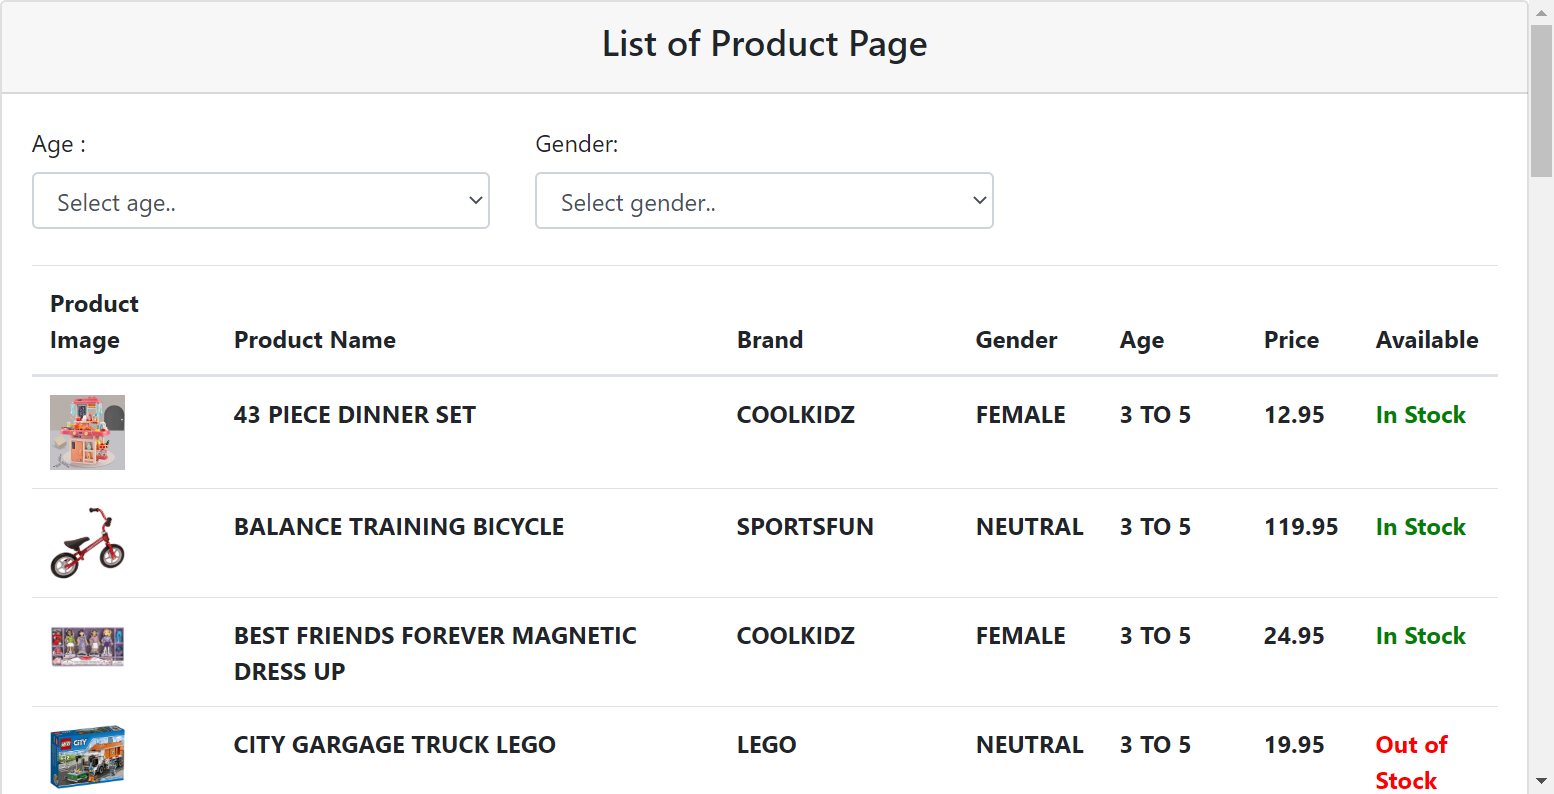 List of Product Page
Age :
Gender:
Select age..
Select gender..
Product
Image
Product Name
Brand
Gender
Age
Price
Available
43 PIECE DINNER SET
COOLKIDZ
FEMALE
3 TO 5
12.95
In Stock
BALANCE TRAINING BICYCLE
SPORTSFUN
NEUTRAL
3 TO 5
119.95
In Stock
BEST FRIENDS FOREVER MAGNETIC
DRESS UP
COOLKIDZ
FEMALE
3 TO 5
24.95
In Stock
CITY GARGAGE TRUCK LEGO
LEGO
NEUTRAL
3 TO 5
19.95
Out of
Stock
CITY